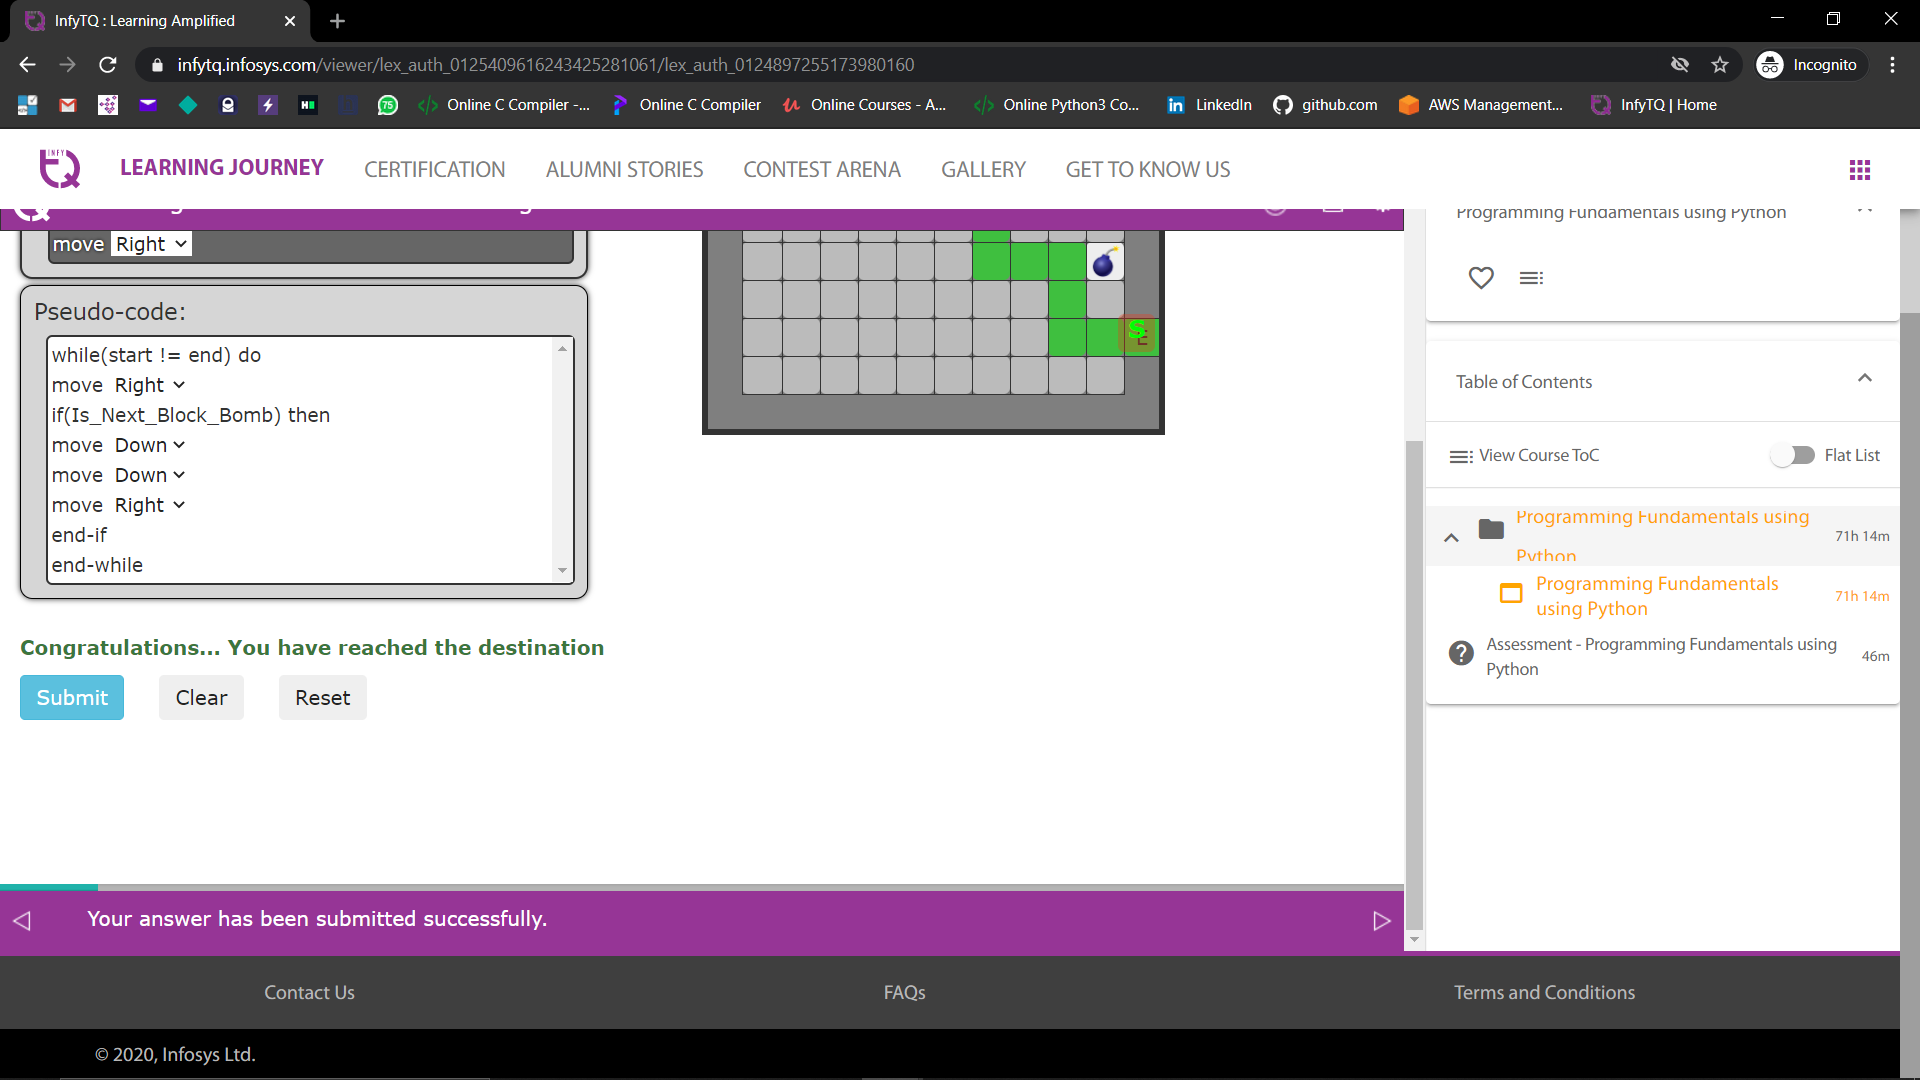 InfyTQ : Learning Amplified
infytq.infosys.com/viewer/lex_auth_0125409616243425281061/lex_auth_0124897255173980160
Incognito
75
Online C Compiler -...
Online C Compiler
Online Courses - A...
Online Python3 Co...
LinkedIn
github.com
AWS Management...
InfyTQ | Home
LEARNING JOURNEY
CERTIFICATION
ALUMNI STORIES
CONTEST ARENA
GALLERY
GET TO KNOW US
move Right
Pseudo-code:
while(start != end) do
move Right
if(Is_Next_Block_Bomb) then
move Down
move Down
move Right
end-if
end-while
S
Congratulations... You have reached the destination
Submit
Clear
Reset
Your answer has been submitted successfully.
Programming Fundamentals using Python
Table of Contents
View Course ToC
Flat List
Programming Fundamentals using
Python
71h 14m
Programming Fundamentals
using Python
71h 14m
Assessment - Programming Fundamentals using
Python
46m
Contact Us
FAQs
Terms and Conditions
© 2020, Infosys Ltd.